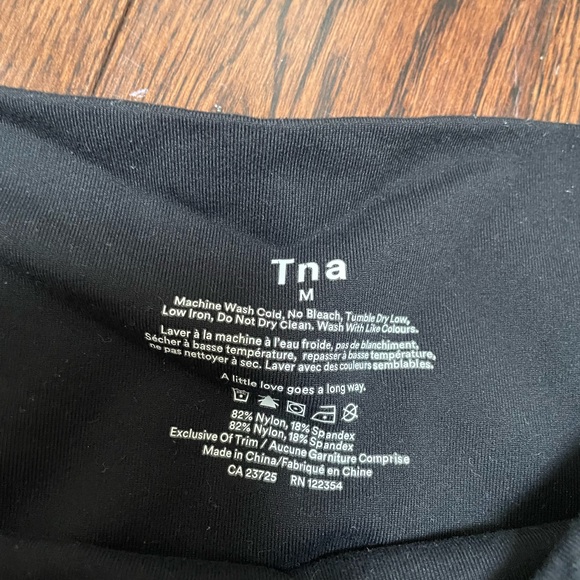 Tna
M
Machine Wash Cold, No Bleach, Tumble Dry Low,
Low Iron, Do Not Dry Clean. Wash With Like Colours.
Laver à la machine à l'eau froide, pas de blanchiment,
Sécher à basse température, repasser à basse température,
ne pas nettoyer à sec. Laver avec des couleurs semblables.
A little love goes a long way.
82% Nylon, 18% Spandex
82% Nylon, 18% Spandex
Exclusive Of Trim / Aucune Garniture Comprise
Made in China/Fabriqué en Chine
CA 23725 RN 122354